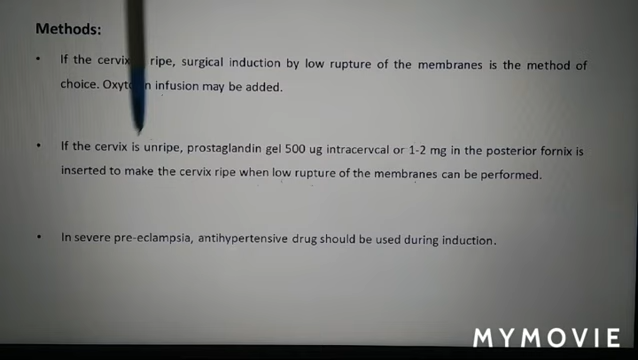 Methods:
• If the cervix ripe, surgical induction by low rupture of the membranes is the method of
choice. infusion may be added.
• If the cervix is unripe, prostaglandin gel 500 ug intracervcal or 1-2 mg in the posterior fornix is
inserted to make the cervix ripe when low rupture of the membranes can be performed.
• In severe pre-eclampsia, antihypertensive drug should be used during induction.
MYMOVIE